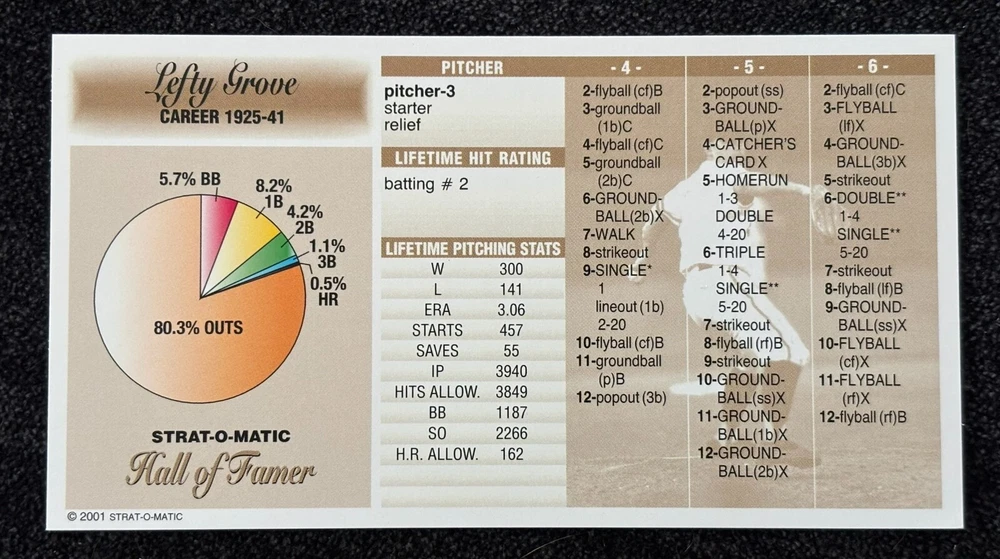 Lefty Grove
CAREER 1925-41
5.7% BB
8.2%
1B
4.2%
2B
1.1%
3B
0.5%
HR
80.3% OUTS
STRAT-O-MATIC
Hall of Famer
© 2001 STRAT-O-MATIC
PITCHER
pitcher-3
starter
relief
LIFETIME HIT RATING
batting # 2
LIFETIME PITCHING STATS
W 300
L 141
ERA 3.06
STARTS 457
SAVES 55
IP 3940
HITS ALLOW. 3849
BB 1187
SO 2266
H.R. ALLOW. 162
- 4 -
2-flyball (cf)B
3-groundball
(1b)C
4-flyball (cf)C
5-groundball
(2b)C
6-GROUND-
BALL(2b)X
7-WALK
8-strikeout
9-SINGLE*
1
lineout (1b)
2-20
10-flyball (cf)B
11-groundball
(p)B
12-popout (3b)
- 5 -
2-popout (ss)
3-GROUND-
BALL(p)X
4-CATCHER'S
CARD X
5-HOMERUN
1-3
DOUBLE
4-20
6-TRIPLE
1-4
SINGLE**
5-20
7-strikeout
8-flyball (rf)B
9-strikeout
10-GROUND-
BALL(ss)X
11-GROUND-
BALL(1b)X
12-GROUND-
BALL(2b)X
- 6 -
2-flyball (cf)C
3-FLYBALL
(lf)X
4-GROUND-
BALL(3b)X
5-strikeout
6-DOUBLE**
1-4
SINGLE**
5-20
7-strikeout
8-flyball (lf)B
9-GROUND-
BALL(ss)X
10-FLYBALL
(cf)X
11-FLYBALL
(rf)X
12-flyball (rf)B